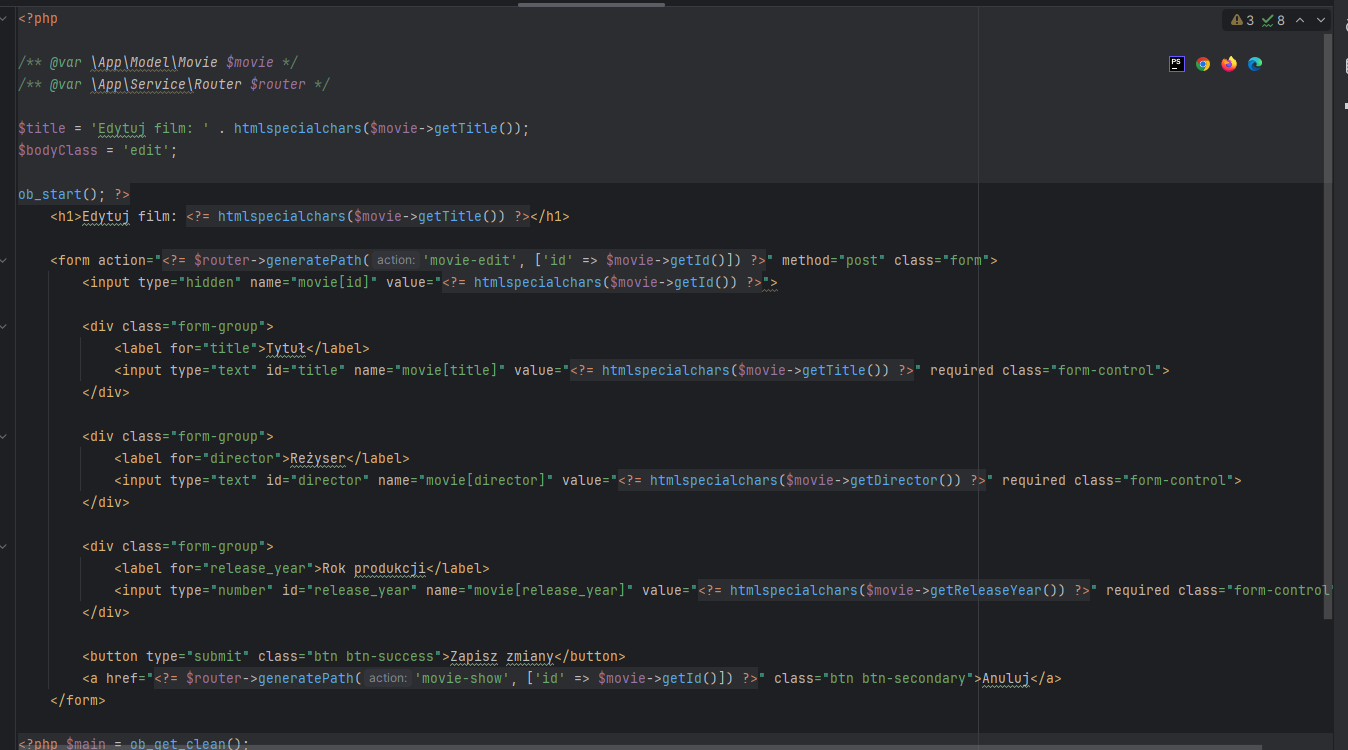 <?php
3 8
/** @var \App\Model\Movie $movie */
PS
/** @var \App\Service\Router $router */
$title = 'Edytuj film: ' . htmlspecialchars($movie->getTitle());
$bodyClass = 'edit';
ob_start(); ?>
<h1>Edytuj film: <?= htmlspecialchars($movie->getTitle()) ?></h1>
<form action="<?= $router->generatePath( action: 'movie-edit', ['id' => $movie->getId()]) ?>" method="post" class="form">
<input type="hidden" name="movie[id]" value="<?= htmlspecialchars($movie->getId()) ?>">
<div class="form-group">
<label for="title">Tytuł</label>
<input type="text" id="title" name="movie[title]" value="<?= htmlspecialchars($movie->getTitle()) ?>" required class="form-control">
</div>
<div class="form-group">
<label for="director">Reżyser</label>
<input type="text" id="director" name="movie[director]" value="<?= htmlspecialchars($movie->getDirector()) ?>" required class="form-control">
</div>
<div class="form-group">
<label for="release_year">Rok produkcji</label>
<input type="number" id="release_year" name="movie[release_year]" value="<?= htmlspecialchars($movie->getReleaseYear()) ?>" required class="form-control
</div>
<button type="submit" class="btn btn-success">Zapisz zmiany</button>
<a href="<?= $router->generatePath( action: 'movie-show', ['id' => $movie->getId()]) ?>" class="btn btn-secondary">Anuluj</a>
</form>
<?php $main = ob_get_clean();